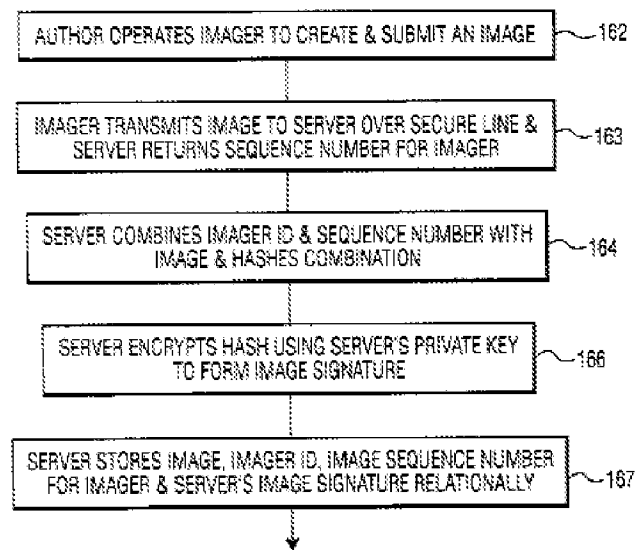 AUTHOR OPERATES IMAGER TO CREATE & SUBMIT AN IMAGE
162
IMAGER TRANSMITS IMAGE TO SERVER OVER SECURE LINE &
SERVER RETURNS SEQUENCE NUMBER FOR IMAGER
163
SERVER COMBINES IMAGER ID & SEQUENCE NUMBER WITH
IMAGE & HASHES COMBINATION
164
SERVER ENCRYPTS HASH USING SERVER'S PRIVATE KEY
TO FORM IMAGE SIGNATURE
166
SERVER STORES IMAGE, IMAGER ID, IMAGE SEQUENCE NUMBER
FOR IMAGER & SERVER'S IMAGE SIGNATURE RELATIONALLY
167